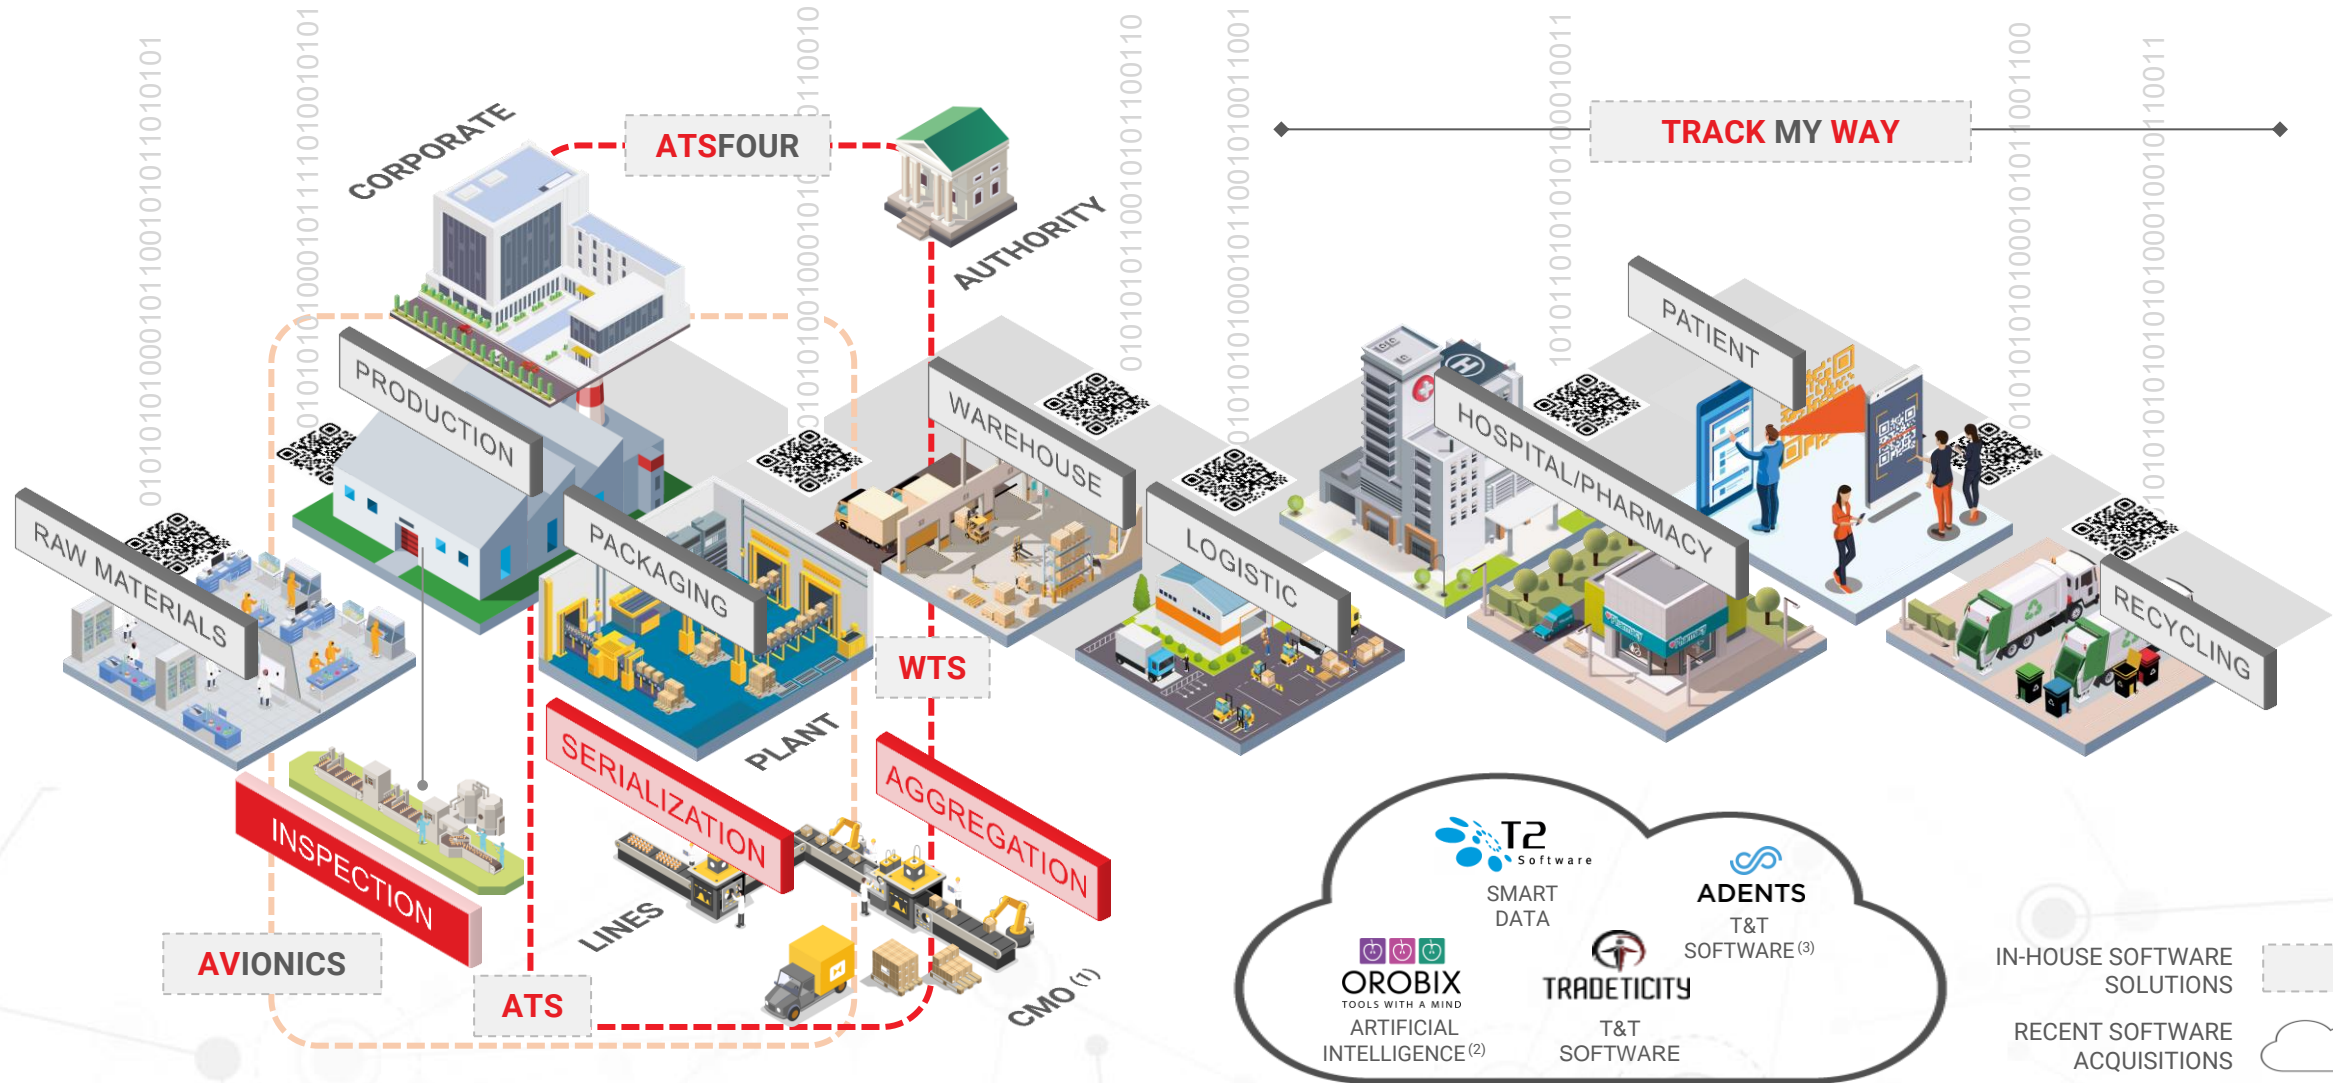 CORPORATE
ATSFOUR
AUTHORITY
TRACK MY WAY
PATIENT
PRODUCTION
WAREHOUSE
HOSPITAL/PHARMACY
RAW MATERIALS
PACKAGING
LOGISTIC
RECYCLING
WTS
PLANT
SERIALIZATION
AGGREGATION
INSPECTION
LINES
AVIONICS
ATS
CMO (1)
T2
Software
SMART
DATA
ADENTS
T&T
SOFTWARE (3)
OROBIX
TOOLS WITH A MIND
ARTIFICIAL
INTELLIGENCE (2)
TRADETICITY
T&T
SOFTWARE
IN-HOUSE SOFTWARE
SOLUTIONS
RECENT SOFTWARE
ACQUISITIONS